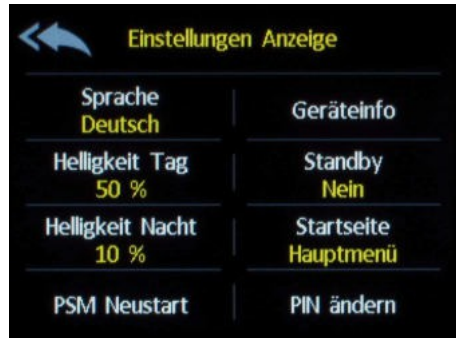 Einstellungen Anzeige
Sprache
Deutsch
Geräteinfo
Helligkeit Tag
50 %
Standby
Nein
Helligkeit Nacht
10 %
Startseite
Hauptmenü
PSM Neustart
PIN ändern